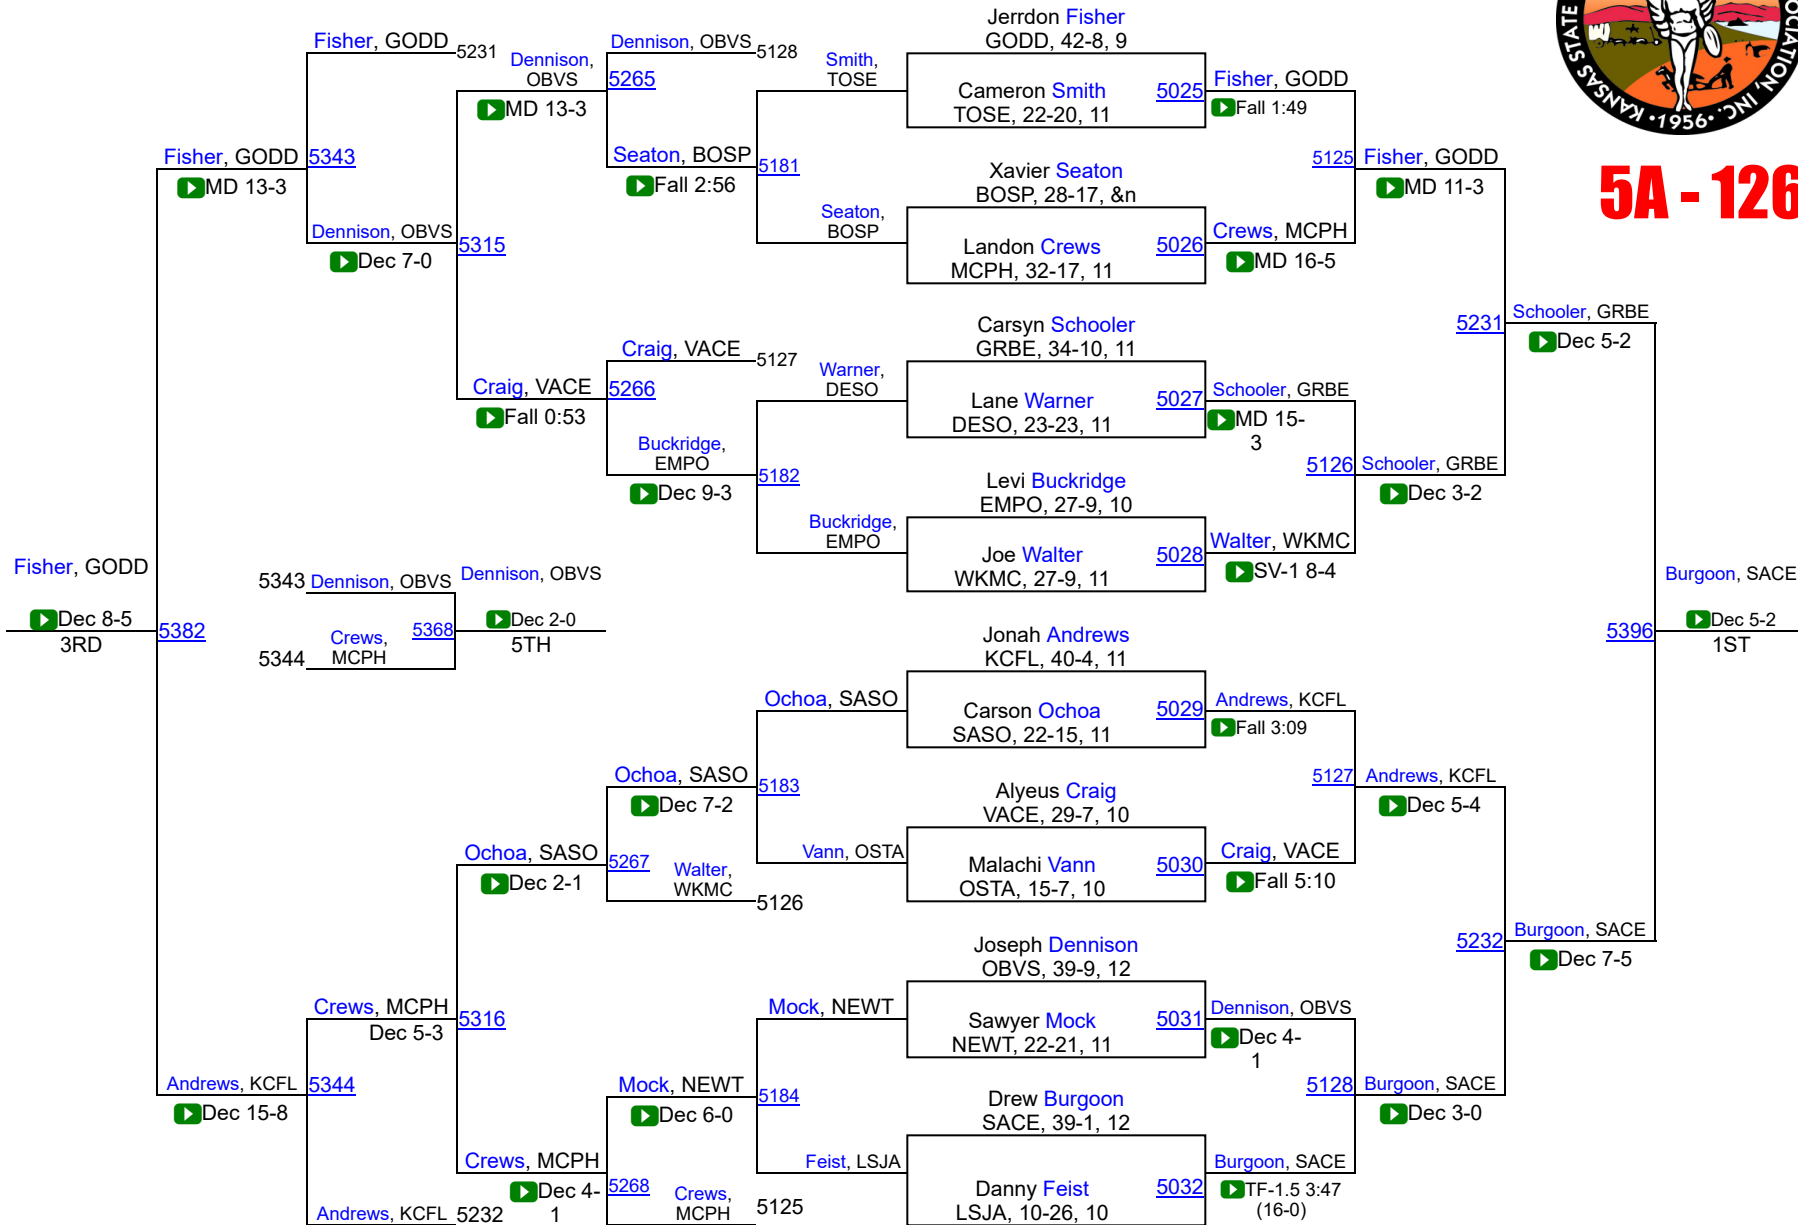 Fisher, GODD
5231
Dennison, OBVS
MD 13-3
Dennison, OBVS
5128
5265
Smith, TOSE
Jerrdon Fisher
GODD, 42-8, 9
Cameron Smith
TOSE, 22-20, 11
5025
Fisher, GODD
Fall 1:49
KANSAS STATE
OCIATION, INC.
•1956•
5A - 126
Fisher, GODD
MD 13-3
5343
Seaton, BOSP
Fall 2:56
5181
Xavier Seaton
BOSP, 28-17, &n
5125
Fisher, GODD
MD 11-3
Dennison, OBVS
Dec 7-0
5315
Seaton, BOSP
Landon Crews
MCPH, 32-17, 11
5026
Crews, MCPH
MD 16-5
Craig, VACE
5127
Craig, VACE
Fall 0:53
5266
Warner, DESO
Carsyn Schooler
GRBE, 34-10, 11
Lane Warner
DESO, 23-23, 11
5027
Schooler, GRBE
MD 15-
3
5231
Schooler, GRBE
Dec 5-2
Buckridge, EMPO
Dec 9-3
5182
Levi Buckridge
EMPO, 27-9, 10
5126
Schooler, GRBE
Dec 3-2
Buckridge, EMPO
Joe Walter
WKMC, 27-9, 11
5028
Walter, WKMC
SV-1 8-4
Fisher, GODD
Dec 8-5
3RD
5382
5343
Dennison, OBVS
Dennison, OBVS
5344
Crews, MCPH
5368
Dec 2-0
5TH
Jonah Andrews
KCFL, 40-4, 11
5396
Burgoon, SACE
Dec 5-2
1ST
Ochoa, SASO
Carson Ochoa
SASO, 22-15, 11
5029
Andrews, KCFL
Fall 3:09
Ochoa, SASO
Dec 7-2
5183
Alyeus Craig
VACE, 29-7, 10
5127
Andrews, KCFL
Dec 5-4
Ochoa, SASO
Dec 2-1
5267
Walter, WKMC
5126
Vann, OSTA
Malachi Vann
OSTA, 15-7, 10
5030
Craig, VACE
Fall 5:10
Joseph Dennison
OBVS, 39-9, 12
5232
Burgoon, SACE
Dec 7-5
Crews, MCPH
Dec 5-3
5316
Mock, NEWT
Sawyer Mock
NEWT, 22-21, 11
5031
Dennison, OBVS
Dec 4-
1
Andrews, KCFL
Dec 15-8
5344
Mock, NEWT
Dec 6-0
5184
Drew Burgoon
SACE, 39-1, 12
5128
Burgoon, SACE
Dec 3-0
Crews, MCPH
Dec 4-
1
5268
Feist, LSJA
Danny Feist
LSJA, 10-26, 10
5032
Burgoon, SACE
TF-1.5 3:47
(16-0)
Andrews, KCFL
5232
Crews, MCPH
5125